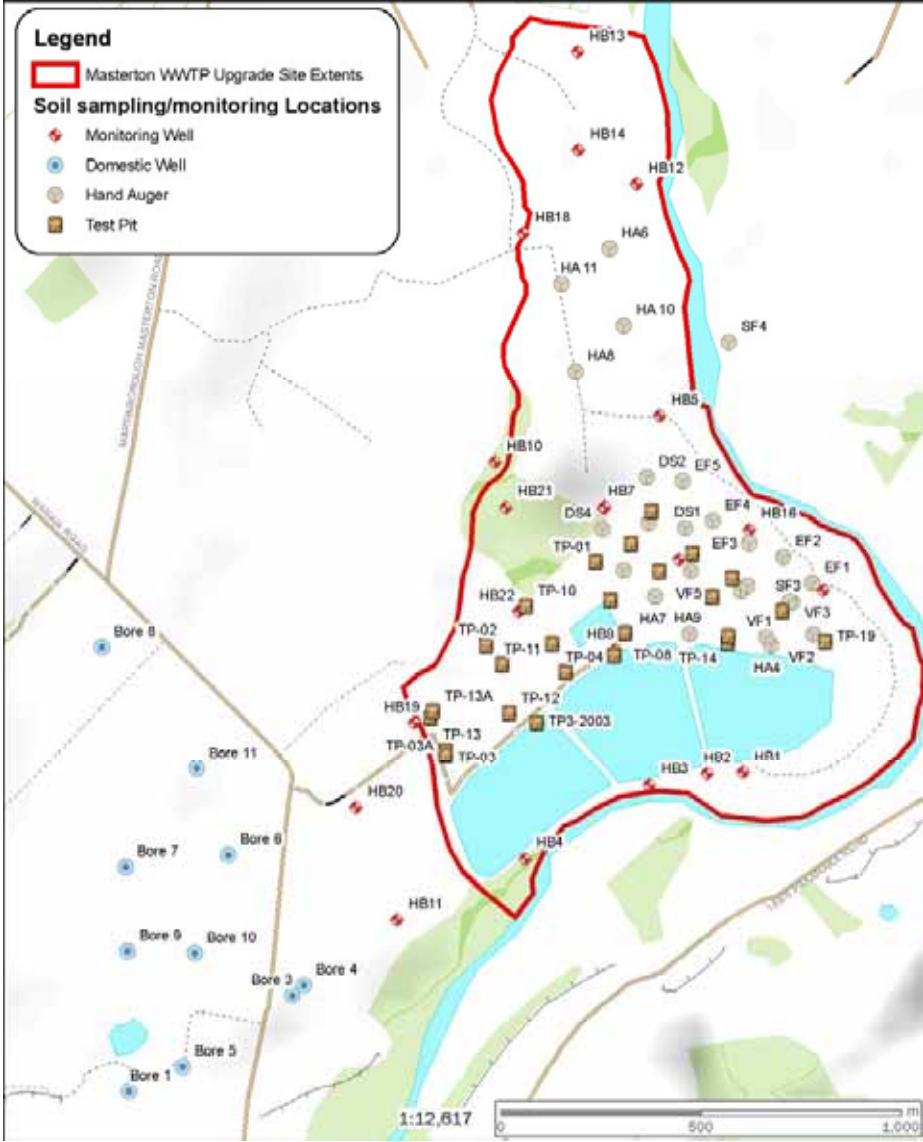 Legend
Masterton WWTP Upgrade Site Extents
Soil sampling/monitoring Locations
Monitoring Well
Domestic Well
Hand Auger
Test Pit
HB13
HB14
HB12
HB18
HA6
HA 11
HA 10
SF4
HA8
HB5
MARTINBOROUGH MASTERTON ROAD
HB10
DS2
EF5
HB21
HB7
HB16
DS4
DS1
EF4
TP-01
EF3
EF2
EF1
HB22
TP-10
VF5
SF3
HA7
VF3
TP-02
HB8
HA9
VF1
TP-19
TP-11
TP-04
TP-08
TP-14
VF2
HA4
Bore 8
TP-13A
TP-12
HB19
TP3-2003
TP-13
TP-03A
TP-03
Bore 11
HB3
HB2
HB1
HB20
Bore 6
Bore 7
HB4
HB11
Bore 9
Bore 10
Bore 4
Bore 3
Bore 5
Bore 1
1:12,617
m
0
500
1,000